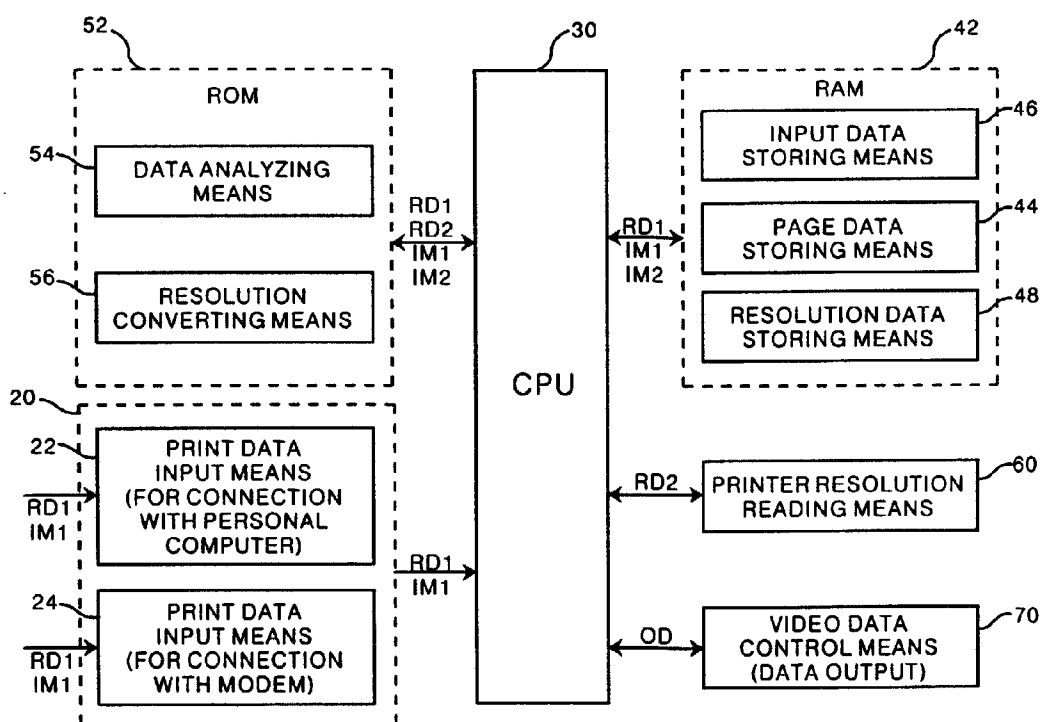 52
ROM
54
DATA ANALYZING
MEANS
56
RESOLUTION
CONVERTING MEANS
RD1
RD2
IM1
IM2
30
CPU
RD1
IM1
IM2
42
RAM
46
INPUT DATA
STORING MEANS
44
PAGE DATA
STORING MEANS
48
RESOLUTION DATA
STORING MEANS
20
22
PRINT DATA
INPUT MEANS
(FOR CONNECTION
WITH PERSONAL
COMPUTER)
RD1
IM1
24
PRINT DATA
INPUT MEANS
(FOR CONNECTION
WITH MODEM)
RD1
IM1
RD1
IM1
RD2
60
PRINTER RESOLUTION
READING MEANS
OD
70
VIDEO DATA
CONTROL MEANS
(DATA OUTPUT)